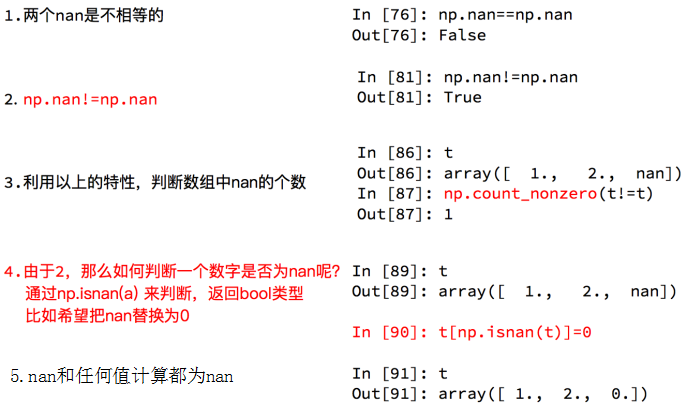 1.两个nan是不相等的
In [76]: np.nan==np.nan
Out[76]: False
2.np.nan!=np.nan
In [81]: np.nan!=np.nan
Out[81]: True
3.利用以上的特性，判断数组中nan的个数
In [86]: t
Out[86]: array([ 1., 2., nan])
In [87]: np.count_nonzero(t!=t)
Out[87]: 1
4.由于2，那么如何判断一个数字是否为nan呢？
通过np.isnan(a) 来判断，返回bool类型
比如希望把nan替换为0
In [89]: t
Out[89]: array([ 1., 2., nan])
In [90]: t[np.isnan(t)]=0
5.nan和任何值计算都为nan
In [91]: t
Out[91]: array([ 1., 2., 0.])